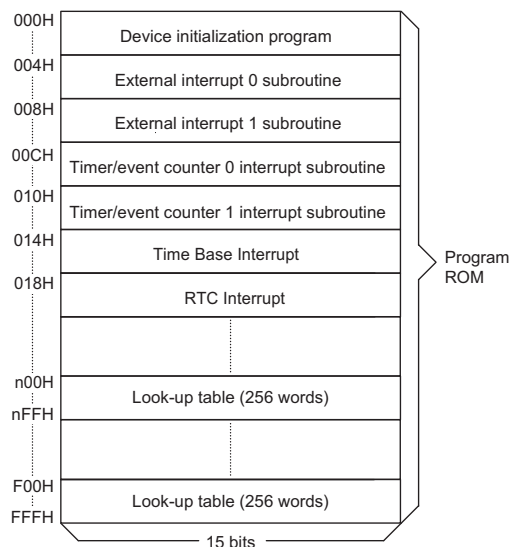 000H
Device initialization program
004H
External interrupt 0 subroutine
008H
External interrupt 1 subroutine
00CH
Timer/event counter 0 interrupt subroutine
010H
Timer/event counter 1 interrupt subroutine
014H
Time Base Interrupt
018H
RTC Interrupt
Program
ROM
n00H
Look-up table (256 words)
nFFH
F00H
Look-up table (256 words)
FFFH
15 bits